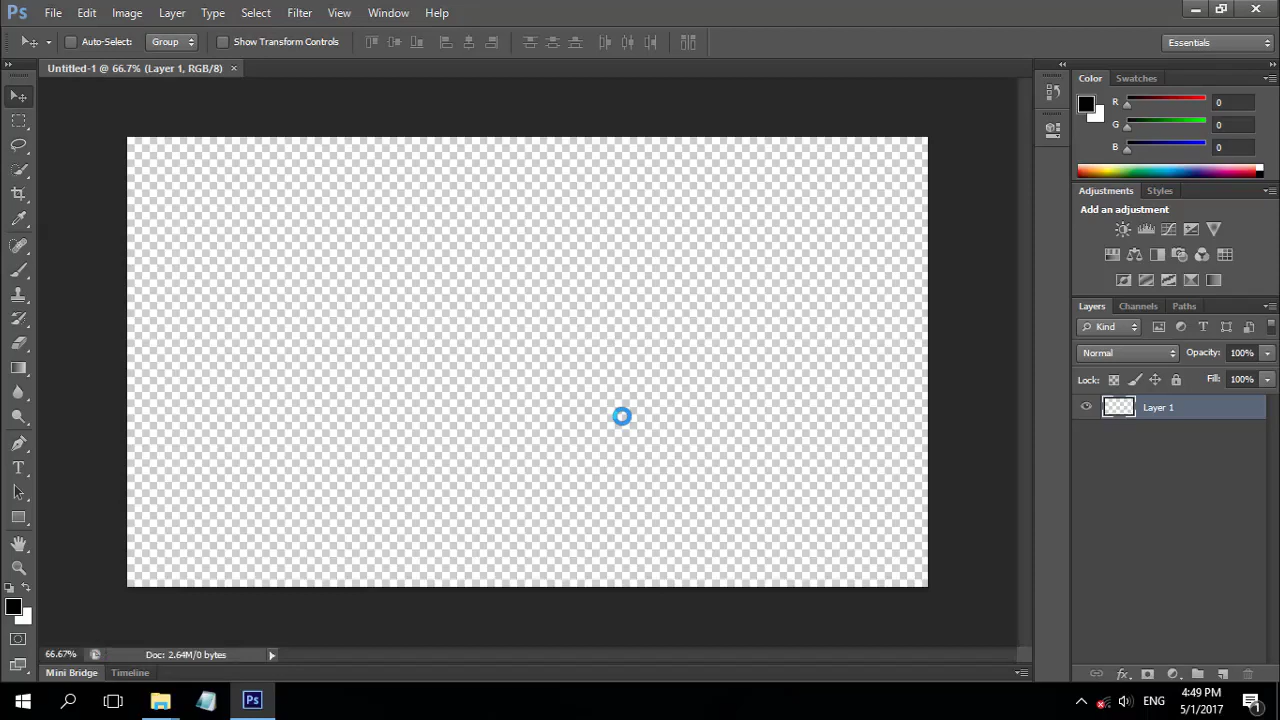 Ps File Edit Image Layer Type Select Filter View Window Help
Auto-Select: Group Show Transform Controls Essentials
Untitled-1 @ 66.7% (Layer 1, RGB/8) ×
Color Swatches
R 0
G 0
B 0
Adjustments Styles
Add an adjustment
Layers Channels Paths
Kind
Normal Opacity: 100%
Lock: Fill: 100%
Layer 1
66.67% Doc: 2.64M/0 bytes
Mini Bridge Timeline
Ps ENG 4:49 PM
5/1/2017
1